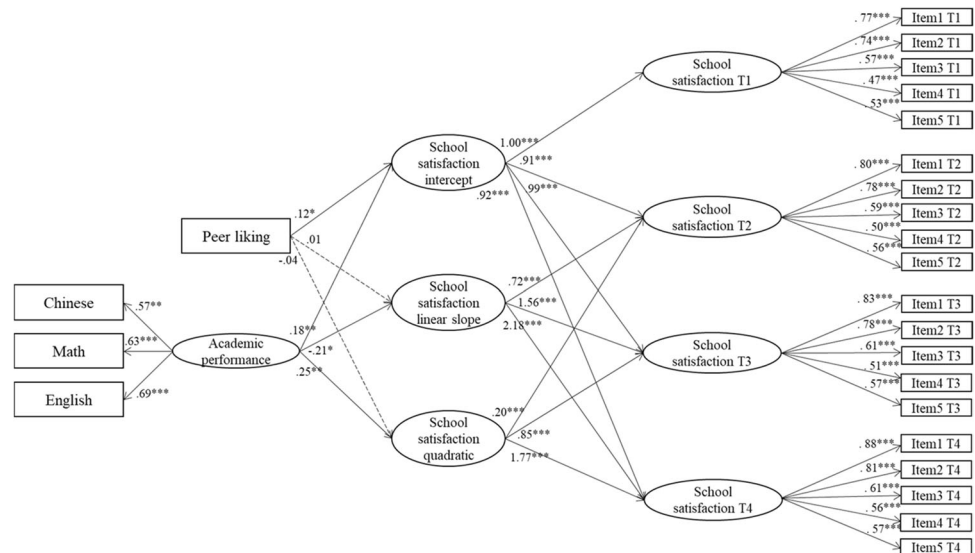 Chinese
Math
English
.57**
.63***
.69***
Academic
performance
Peer liking
.12*
.01
-.04
.18**
-.21*
.25**
School
satisfaction
intercept
School
satisfaction
linear slope
School
satisfaction
quadratic
1.00***
.91***
.99***
.92***
.72***
1.56***
2.18***
.20***
.85***
1.77***
School
satisfaction T1
School
satisfaction T2
School
satisfaction T3
School
satisfaction T4
. 77***
. 74***
. 57***
. 47***
. 53***
Item1 T1
Item2 T1
Item3 T1
Item4 T1
Item5 T1
. 80***
. 78***
. 59***
. 50***
. 56***
Item1 T2
Item2 T2
Item3 T2
Item4 T2
Item5 T2
. 83***
. 78***
. 61***
. 51***
. 57***
Item1 T3
Item2 T3
Item3 T3
Item4 T3
Item5 T3
. 88***
. 81***
. 61***
. 56***
. 57***
Item1 T4
Item2 T4
Item3 T4
Item4 T4
Item5 T4